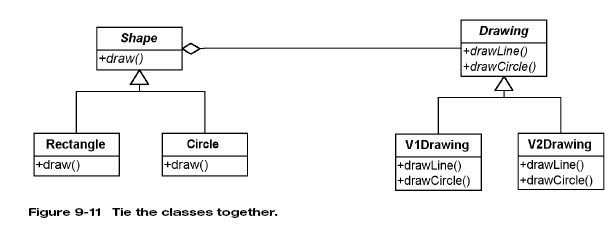 Shape
+draw()
Drawing
+drawLine()
+drawCircle()
Rectangle
+draw()
Circle
+draw()
V1Drawing
+drawLine()
+drawCircle()
V2Drawing
+drawLine()
+drawCircle()
Figure 9-11 Tie the classes together.